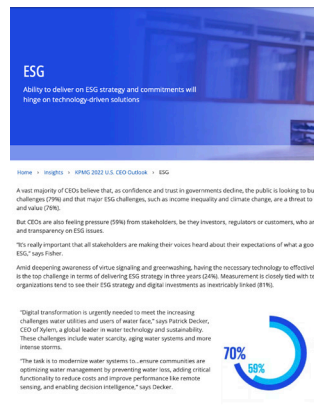 ESG
Ability to deliver on ESG strategy and commitments will
hinge on technology-driven solutions
Home › Insights › KPMG 2022 U.S. CEO Outlook › ESG
A vast majority of CEOs believe that, as confidence and trust in governments decline, the public is looking to bu
challenges (79%) and that major ESG challenges, such as income inequality and climate change, are a threat to
and value (76%).
But CEOs are also feeling pressure (59%) from stakeholders, be they investors, regulators or customers, who ar
and transparency on ESG issues.
"It's really important that all stakeholders are making their voices heard about their expectations of what a goo
ESG," says Fisher.
Amid deepening awareness of virtue signaling and greenwashing, having the necessary technology to effectivel
is the top challenge in terms of delivering ESG strategy in three years (24%). Measurement is closely tied with te
organizations tend to see their ESG strategy and digital investments as inextricably linked (81%).
"Digital transformation is urgently needed to meet the increasing
challenges water utilities and users of water face," says Patrick Decker,
CEO of Xylem, a global leader in water technology and sustainability.
These challenges include water scarcity, aging water systems and more
intense storms.
"The task is to modernize water systems to...ensure communities are
optimizing water management by preventing water loss, adding critical
functionality to reduce costs and improve performance like remote
sensing, and enabling decision intelligence," says Decker.
70%
59%